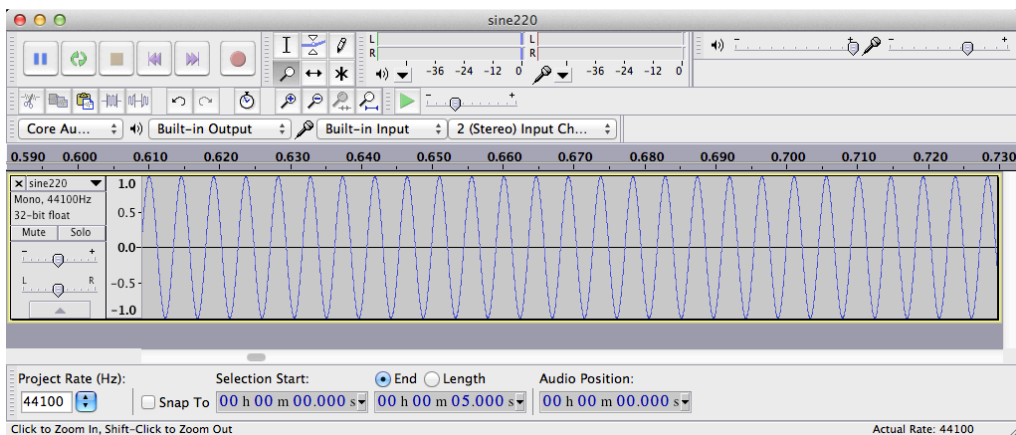 sine220
L
R
-36 -24 -12 0
L
R
-36 -24 -12 0
- +
- +
- +
Core Au... Built-in Output Built-in Input 2 (Stereo) Input Ch...
0.590 0.600 0.610 0.620 0.630 0.640 0.650 0.660 0.670 0.680 0.690 0.700 0.710 0.720 0.730
sine220
Mono, 44100Hz
32-bit float
Mute Solo
- +
L R
1.0
0.5-
0.0-
-0.5-
-1.0
Project Rate (Hz): Selection Start: End Length Audio Position:
44100 Snap To 00 h 00 m 00.000 s 00 h 00 m 05.000 s 00 h 00 m 00.000 s
Click to Zoom In, Shift-Click to Zoom Out Actual Rate: 44100